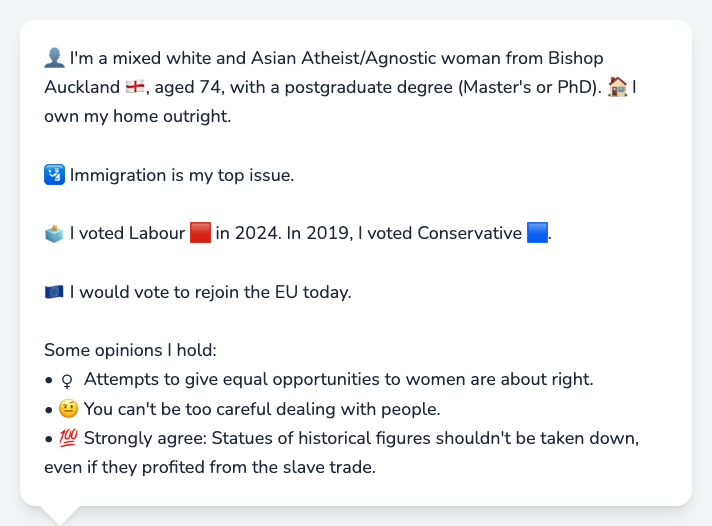 👤 I'm a mixed white and Asian Atheist/Agnostic woman from Bishop
Auckland 🏴󠁧󠁢󠁥󠁮󠁧󠁿, aged 74, with a postgraduate degree (Master's or PhD). 🏠 I
own my home outright.
🛂 Immigration is my top issue.
🗳️ I voted Labour 🟥 in 2024. In 2019, I voted Conservative 🟦.
🇪🇺 I would vote to rejoin the EU today.
Some opinions I hold:
• ♀️ Attempts to give equal opportunities to women are about right.
• 🤨 You can't be too careful dealing with people.
• 💯 Strongly agree: Statues of historical figures shouldn't be taken down,
even if they profited from the slave trade.